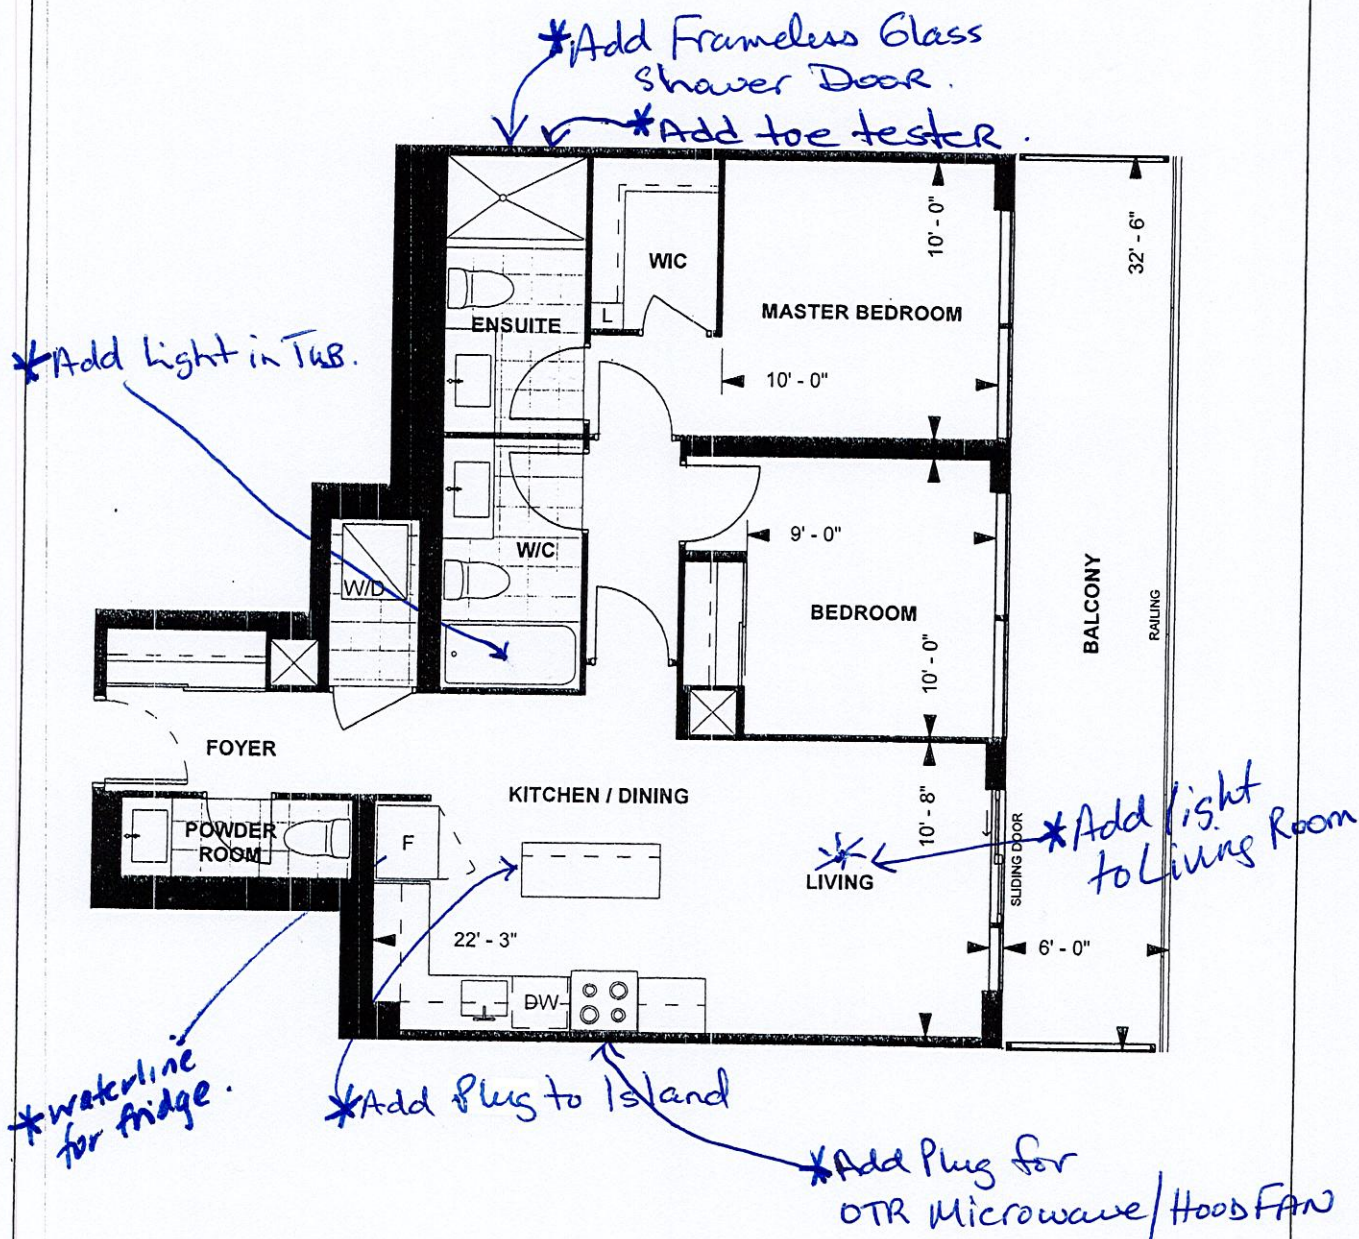 *Add Frameless Glass
Shower Door.
*Add toe tester.
10' - 0"
32' - 6"
WIC
MASTER BEDROOM
L
ENSUITE
*Add Light in Tub.
10' - 0"
9' - 0"
W/C
W/D
BEDROOM
BALCONY
RAILING
10' - 0"
FOYER
KITCHEN / DINING
10' - 8"
SLIDING DOOR
*Add light
to Living Room
POWDER
ROOM
F
LIVING
22' - 3"
6' - 0"
DW
*waterline
for fridge.
*Add Plug to Island
*Add Plug for
OTR Microwave/HOODFAN